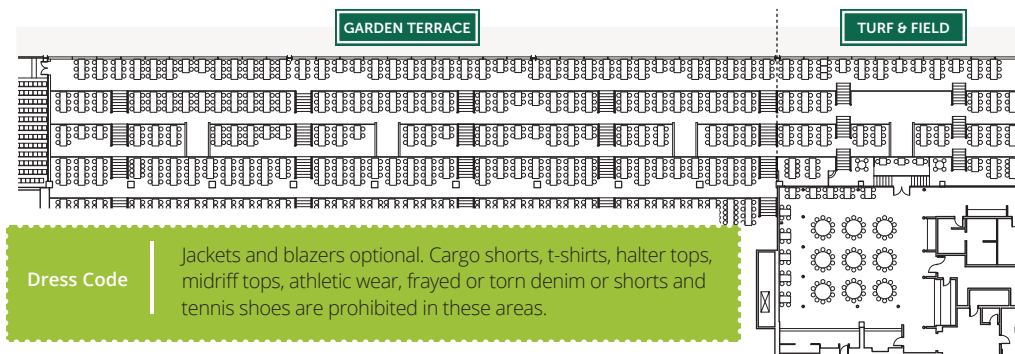 GARDEN TERRACE
TURF & FIELD
Dress Code
Jackets and blazers optional. Cargo shorts, t-shirts, halter tops,
midriff tops, athletic wear, frayed or torn denim or shorts and
tennis shoes are prohibited in these areas.